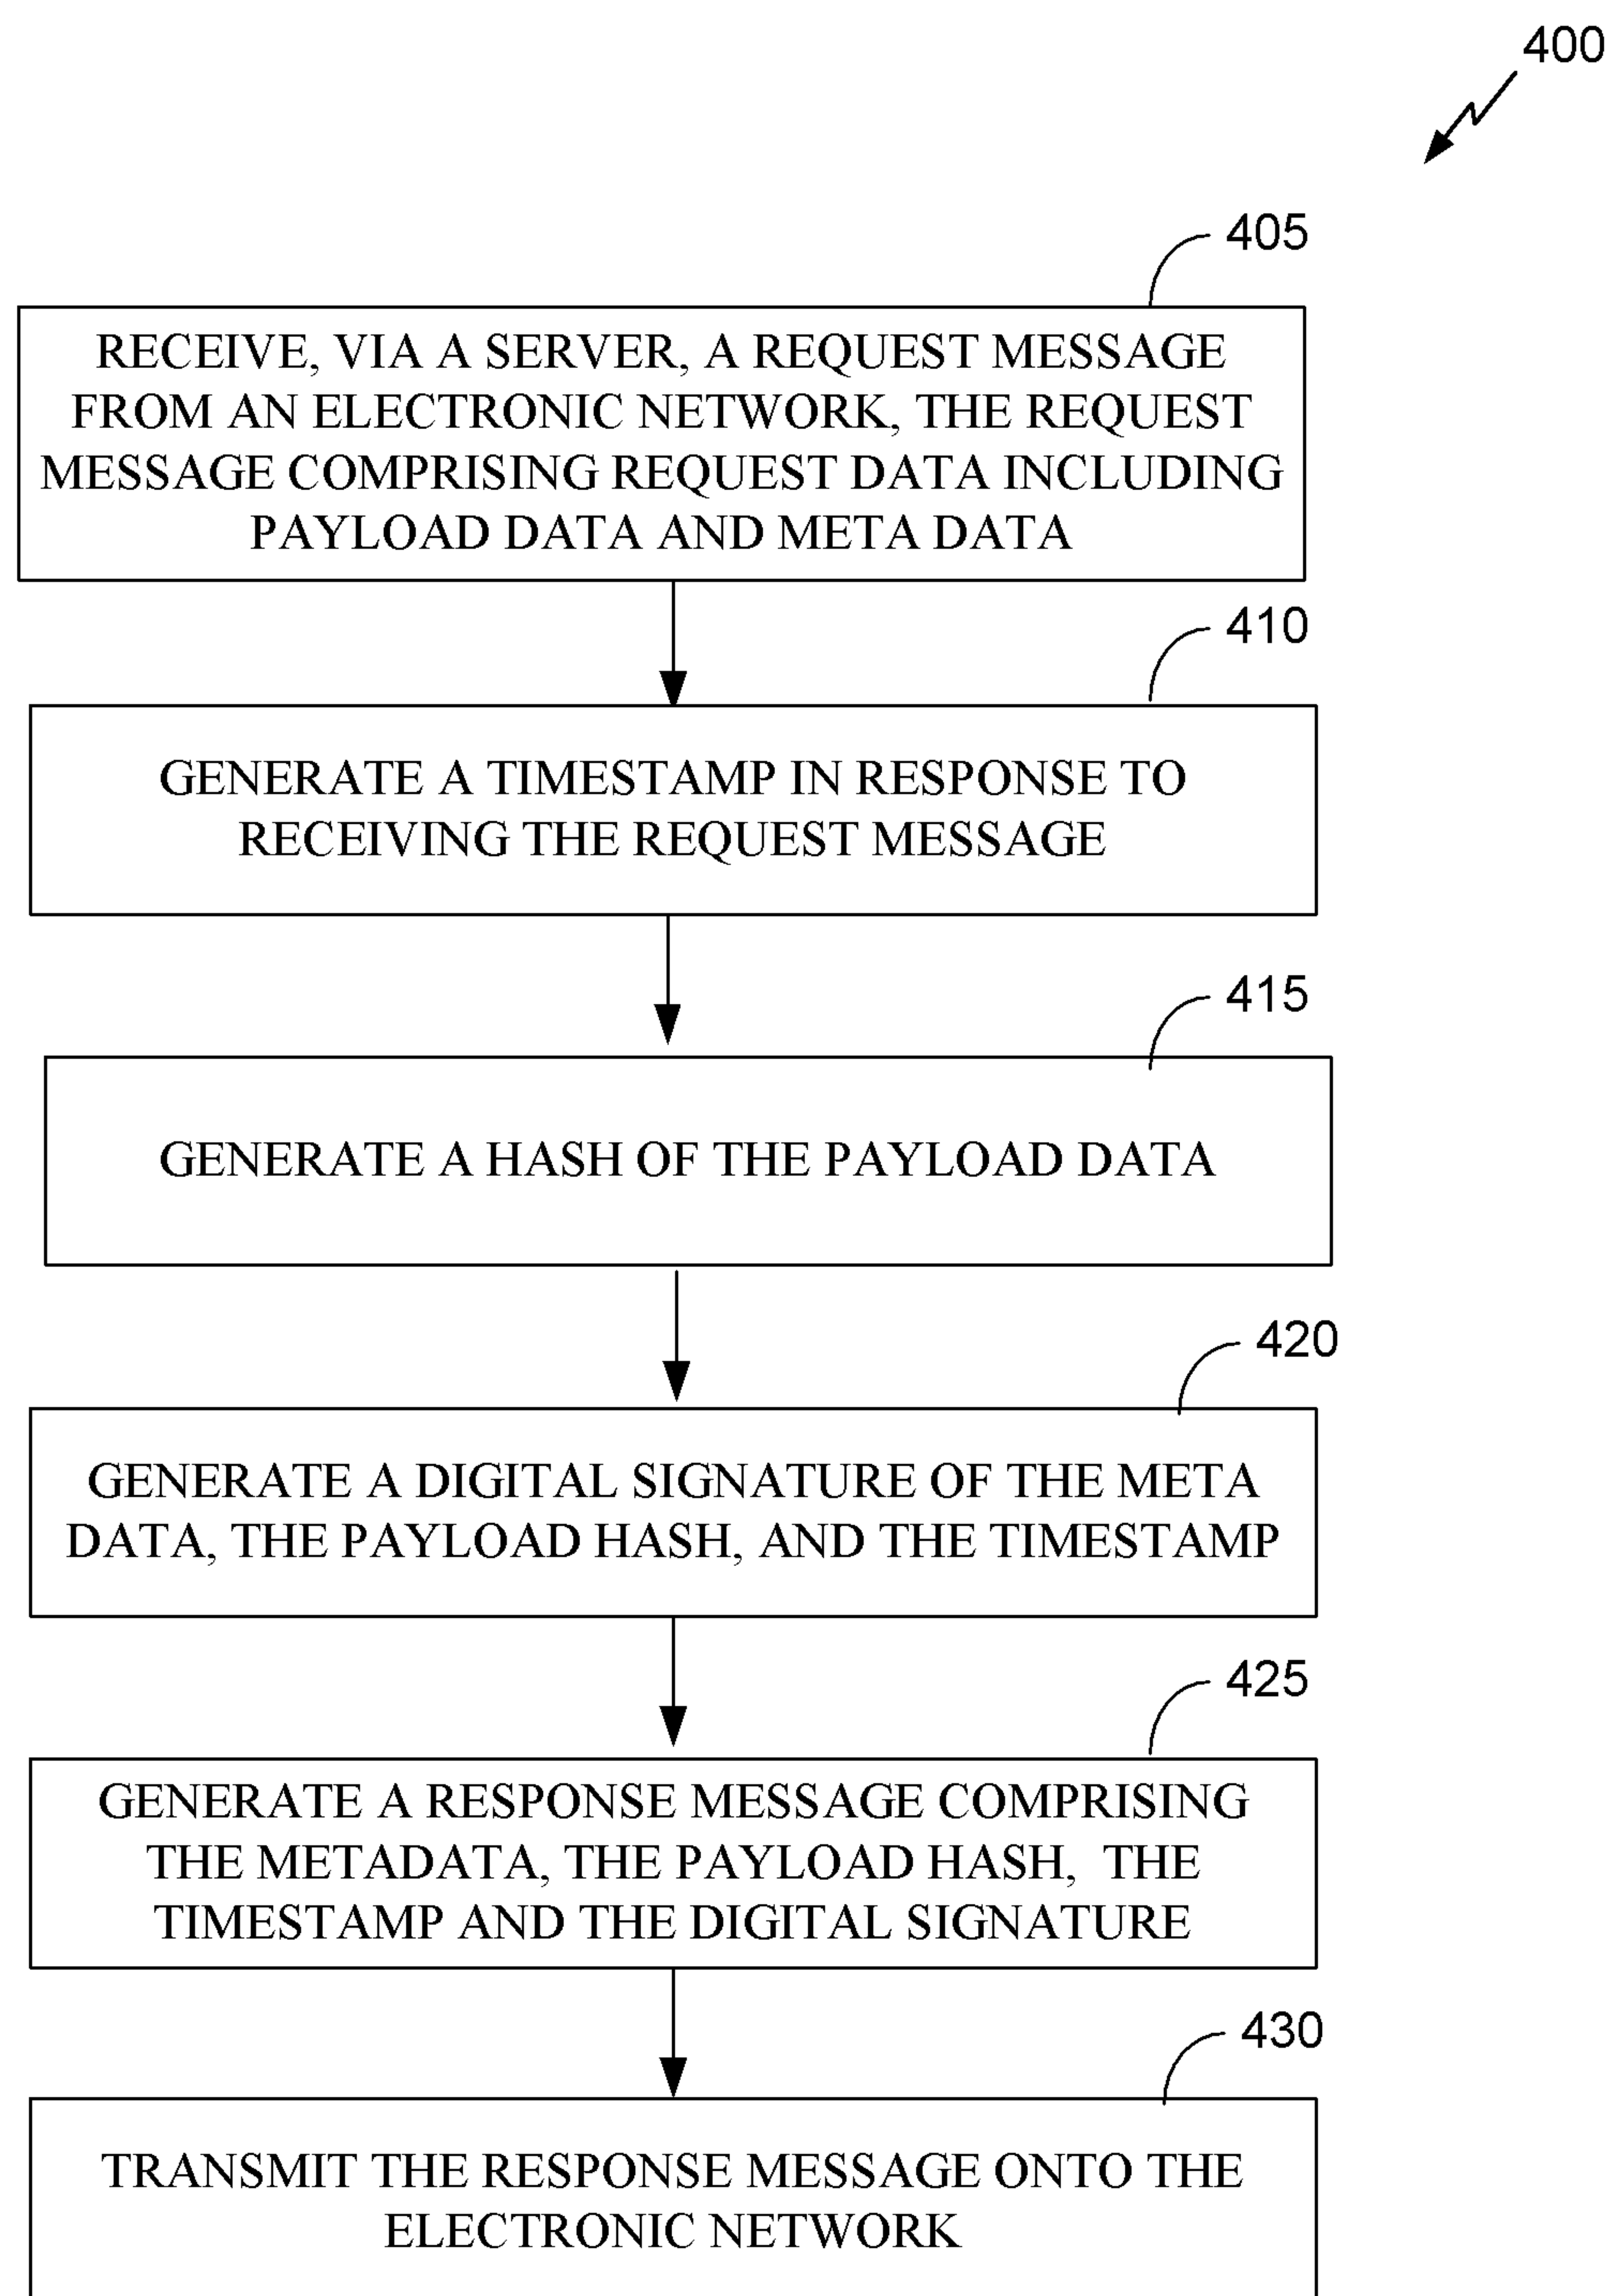 400
405
RECEIVE, VIA A SERVER, A REQUEST MESSAGE
FROM AN ELECTRONIC NETWORK, THE REQUEST
MESSAGE COMPRISING REQUEST DATA INCLUDING
PAYLOAD DATA AND META DATA
410
GENERATE A TIMESTAMP IN RESPONSE TO
RECEIVING THE REQUEST MESSAGE
415
GENERATE A HASH OF THE PAYLOAD DATA
420
GENERATE A DIGITAL SIGNATURE OF THE META
DATA, THE PAYLOAD HASH, AND THE TIMESTAMP
425
GENERATE A RESPONSE MESSAGE COMPRISING
THE METADATA, THE PAYLOAD HASH, THE
TIMESTAMP AND THE DIGITAL SIGNATURE
430
TRANSMIT THE RESPONSE MESSAGE ONTO THE
ELECTRONIC NETWORK